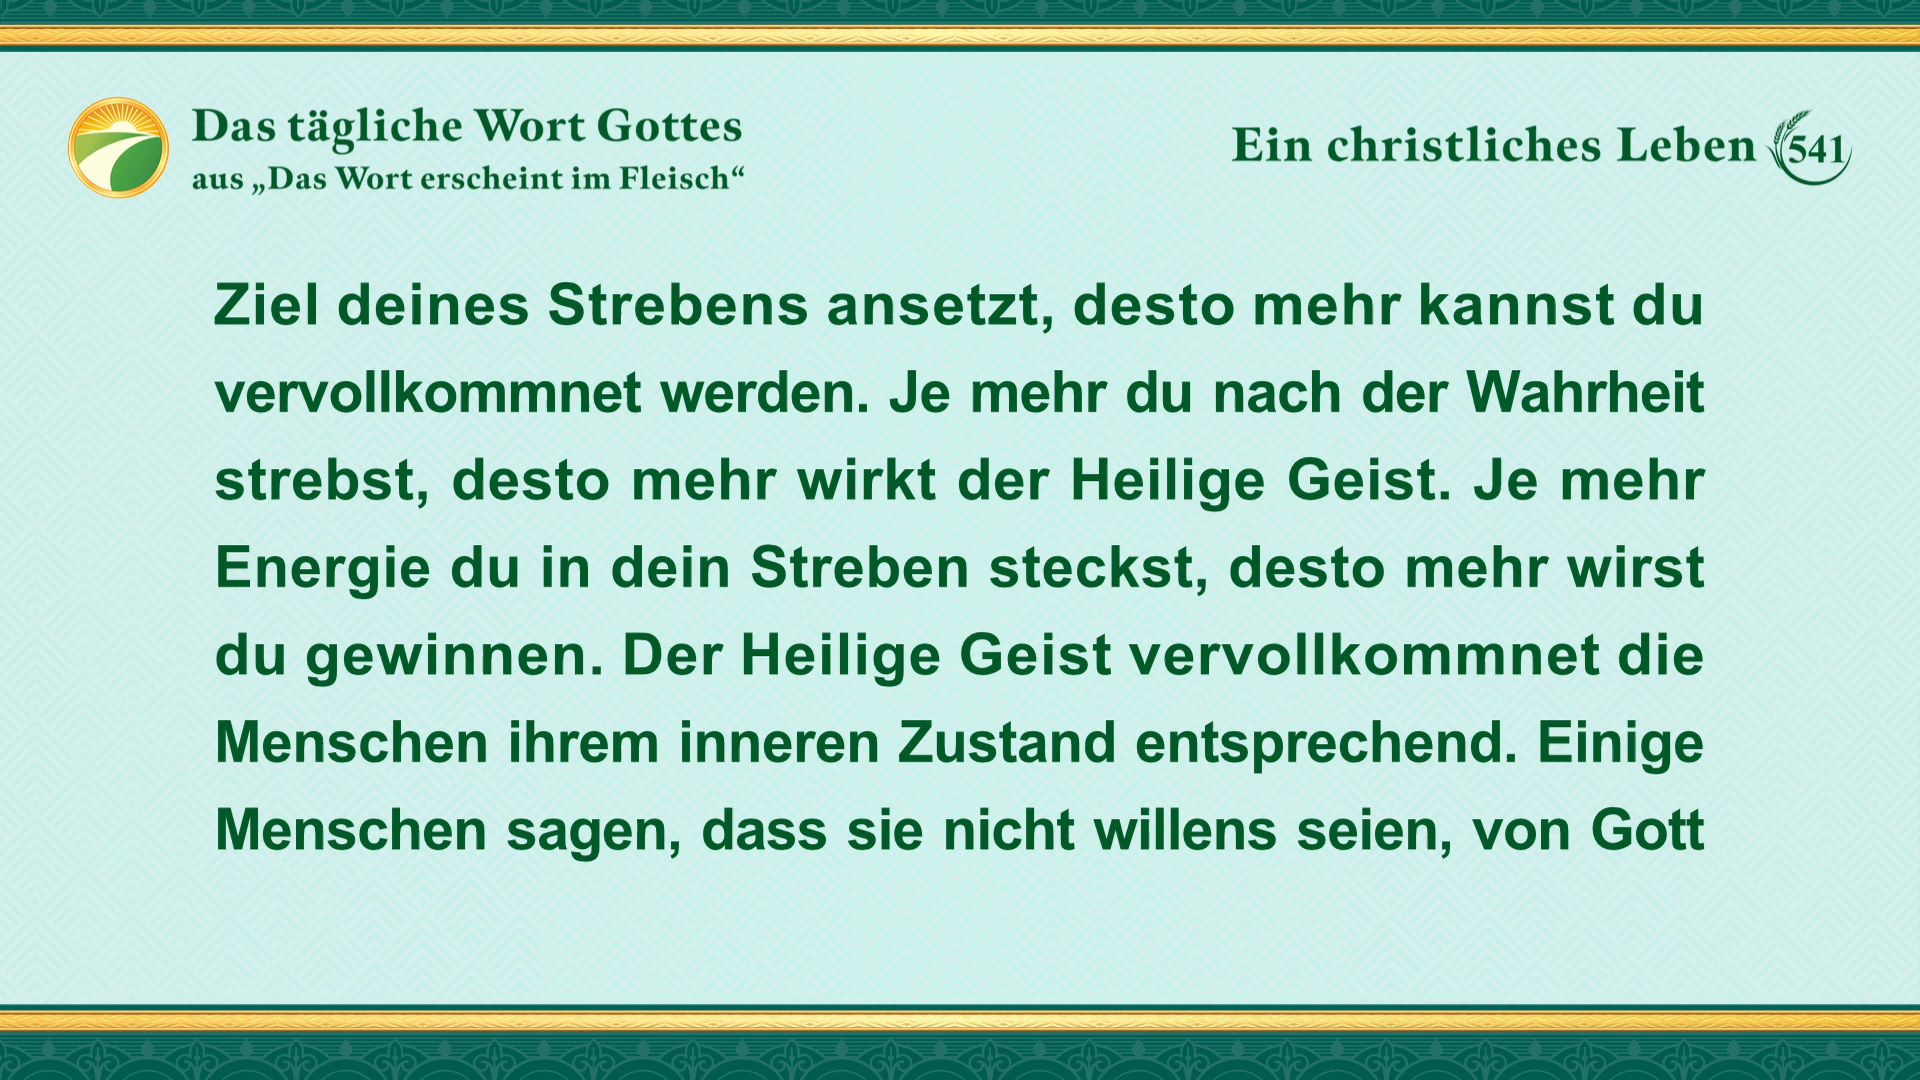 Das tägliche Wort Gottes
aus „Das Wort erscheint im Fleisch“
Ein christliches Leben 541
Ziel deines Strebens ansetzt, desto mehr kannst du
vervollkommnet werden. Je mehr du nach der Wahrheit
strebst, desto mehr wirkt der Heilige Geist. Je mehr
Energie du in dein Streben steckst, desto mehr wirst
du gewinnen. Der Heilige Geist vervollkommnet die
Menschen ihrem inneren Zustand entsprechend. Einige
Menschen sagen, dass sie nicht willens seien, von Gott